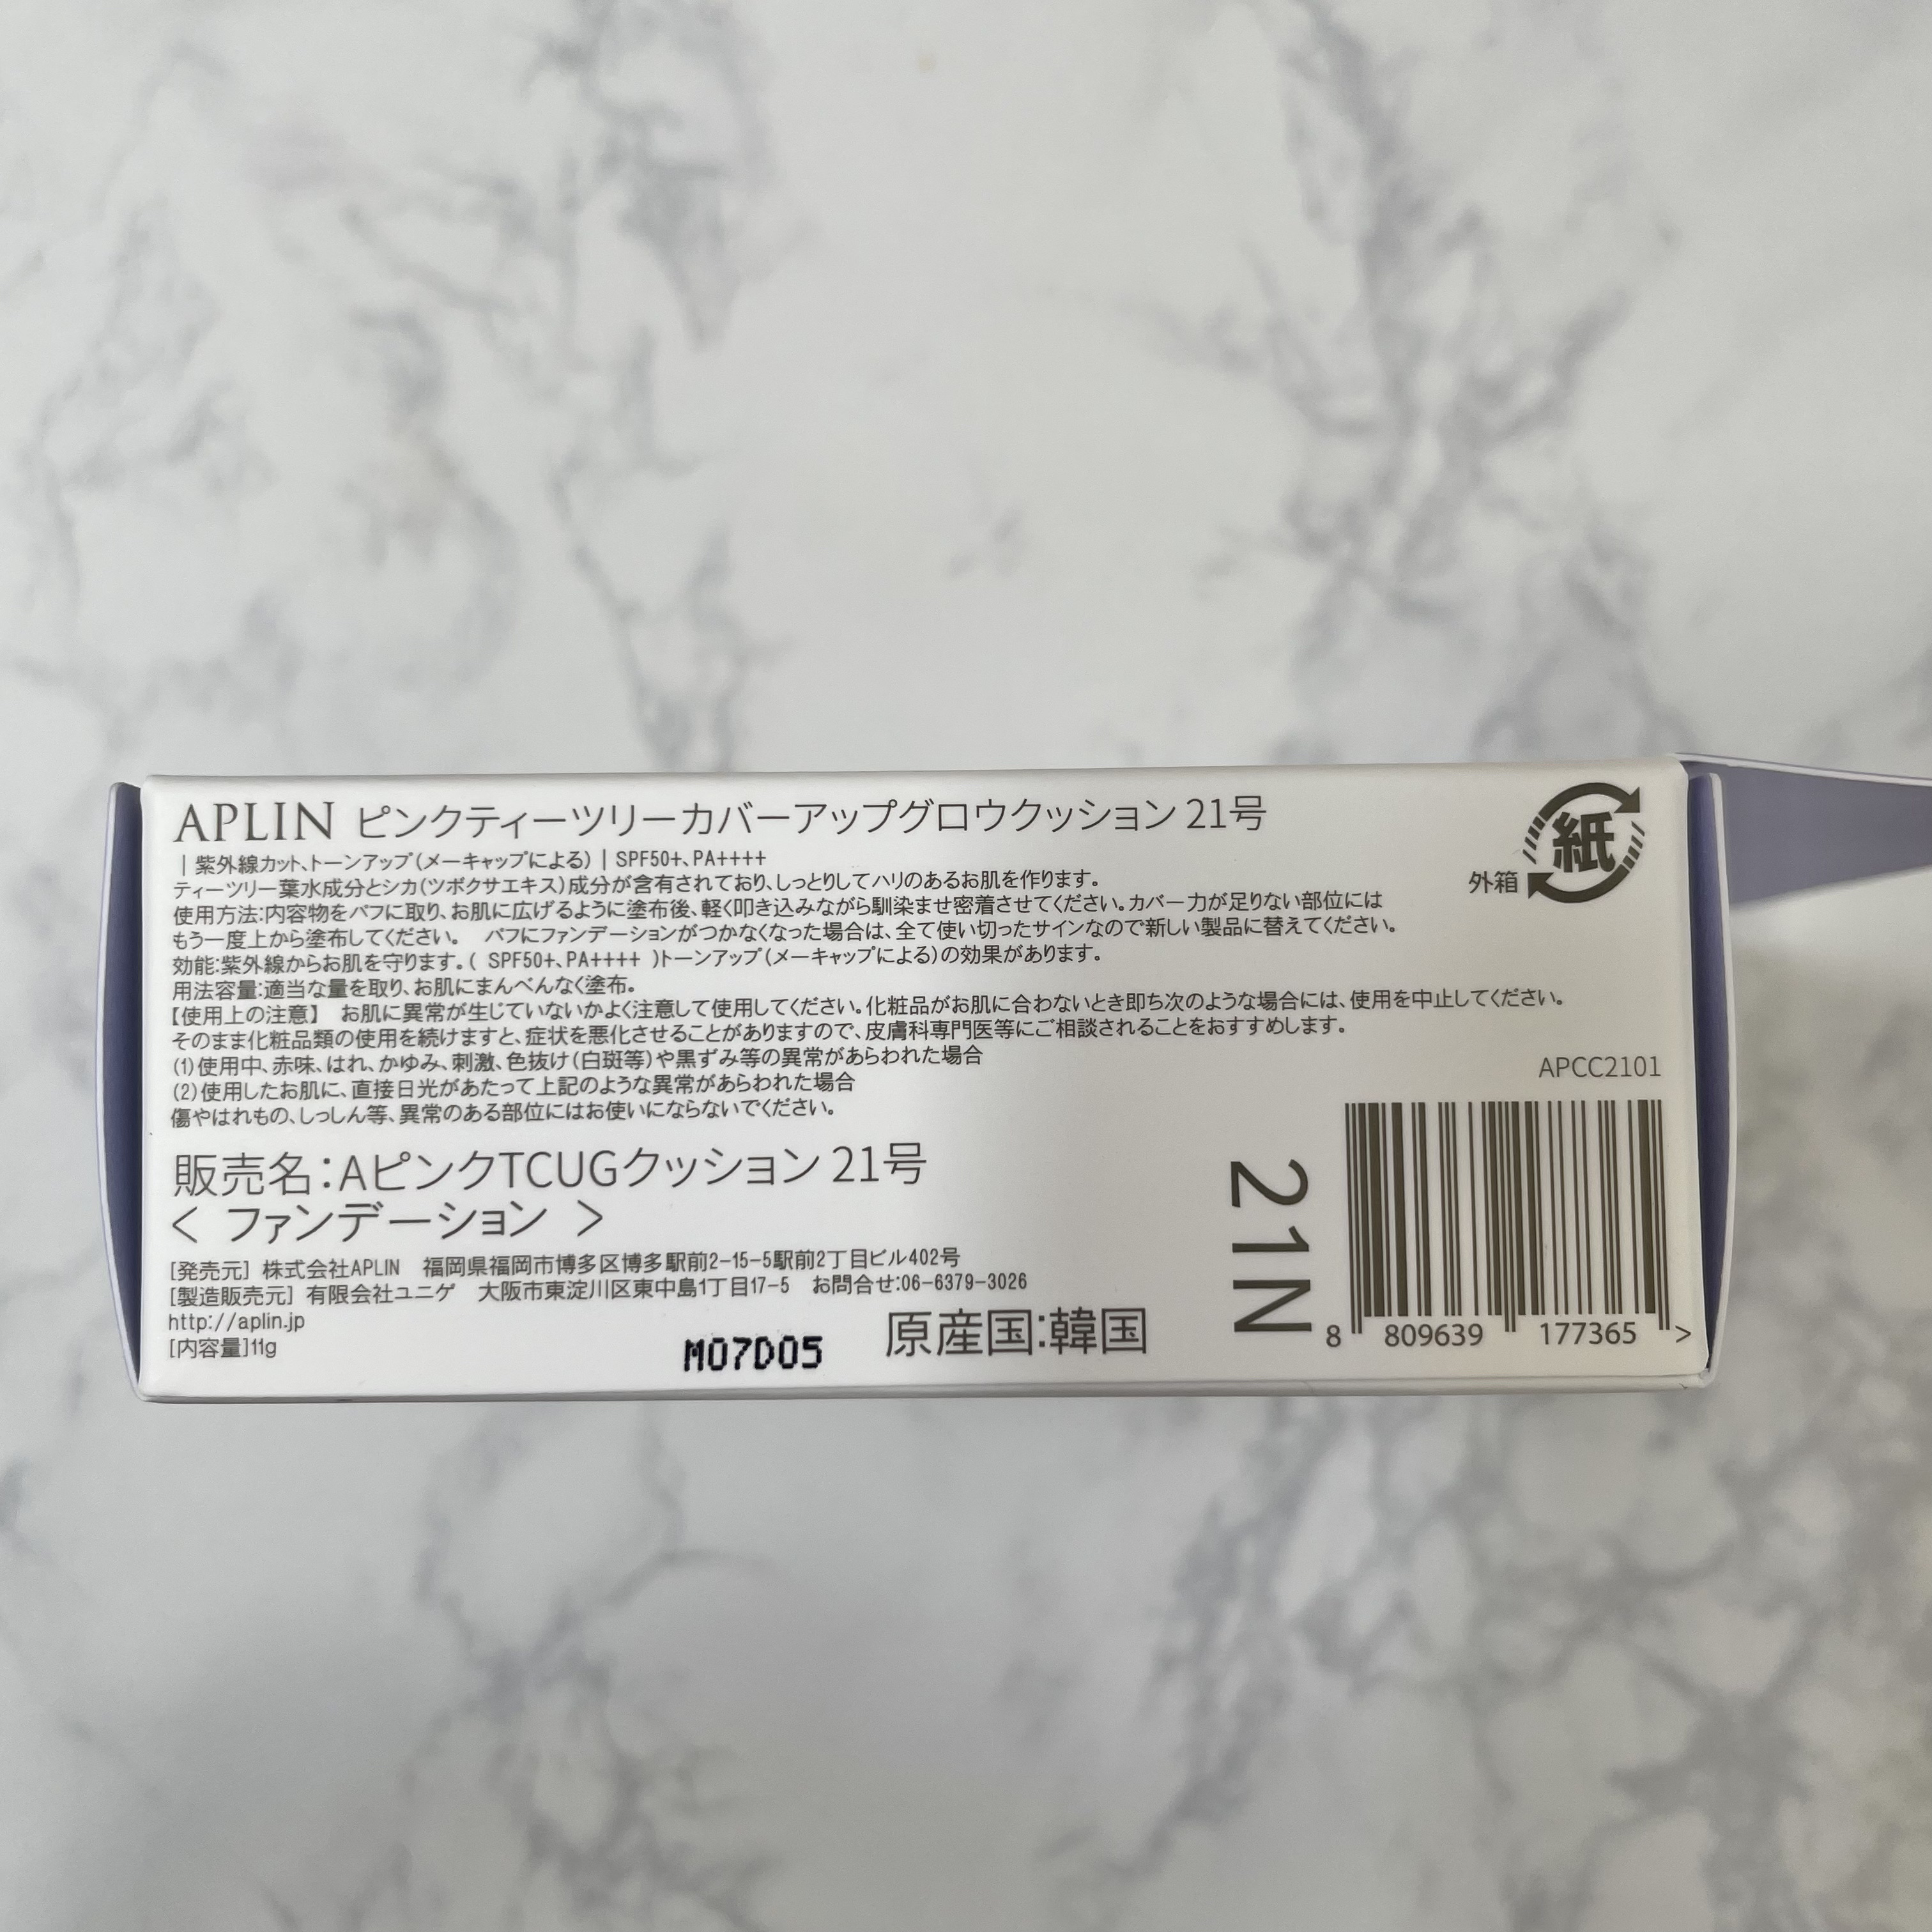 APLIN ピンクティーツリーカバーアップグロウクッション 21号
｜紫外線カット、トーンアップ（メーキャップによる）｜SPF50+、PA++++
ティーツリー葉水成分とシカ(ツボクサエキス)成分が含有されており、しっとりしてハリのあるお肌を作ります。
使用方法:内容物をパフに取り、お肌に広げるように塗布後、軽く叩き込みながら馴染ませ密着させてください。カバー力が足りない部位には
もう一度上から塗布してください。 パフにファンデーションがつかなくなった場合は、全て使い切ったサインなので新しい製品に替えてください。
効能:紫外線からお肌を守ります。( SPF50+、PA++++ )トーンアップ(メーキャップによる)の効果があります。
用法容量:適当な量を取り、お肌にまんべんなく塗布。
【使用上の注意】 お肌に異常が生じていないかよく注意して使用してください。化粧品がお肌に合わないとき即ち次のような場合には、使用を中止してください。
そのまま化粧品類の使用を続けますと、症状を悪化させることがありますので、皮膚科専門医等にご相談されることをおすすめします。
(1)使用中、赤味、はれ、かゆみ、刺激、色抜け(白斑等)や黒ずみ等の異常があらわれた場合
(2)使用したお肌に、直接日光があたって上記のような異常があらわれた場合
傷やはれもの、しっしん等、異常のある部位にはお使いにならないでください。
販売名:AピンクTCUGクッション 21号
< ファンデーション >
[発売元] 株式会社APLIN 福岡県福岡市博多区博多駅前2-15-5駅前2丁目ビル402号
[製造販売元] 有限会社ユニゲ 大阪市東淀川区東中島1丁目17-5 お問合せ:06-6379-3026
http://aplin.jp
[内容量]11g
M07D05
原産国:韓国
21N
外箱
紙
APCC2101
8 809639 177365 >